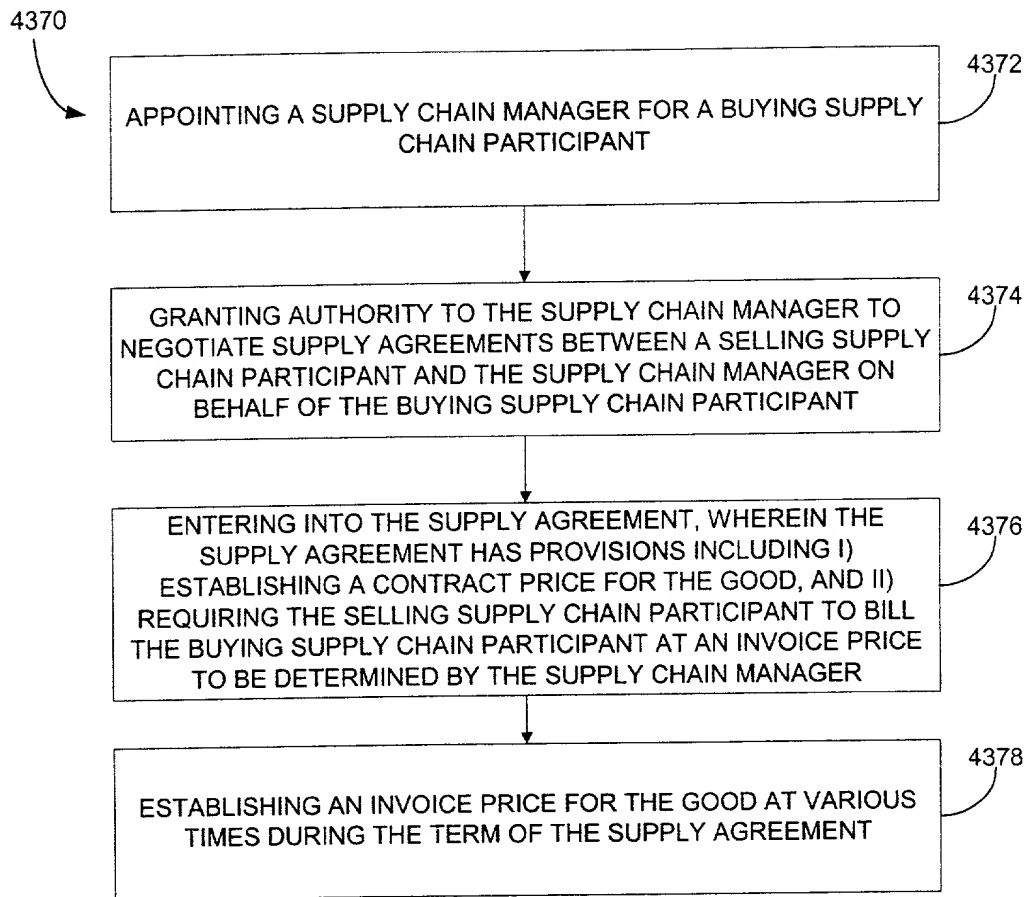 4370
4372
APPOINTING A SUPPLY CHAIN MANAGER FOR A BUYING SUPPLY
CHAIN PARTICIPANT
4374
GRANTING AUTHORITY TO THE SUPPLY CHAIN MANAGER TO
NEGOTIATE SUPPLY AGREEMENTS BETWEEN A SELLING SUPPLY
CHAIN PARTICIPANT AND THE SUPPLY CHAIN MANAGER ON
BEHALF OF THE BUYING SUPPLY CHAIN PARTICIPANT
4376
ENTERING INTO THE SUPPLY AGREEMENT, WHEREIN THE
SUPPLY AGREEMENT HAS PROVISIONS INCLUDING I)
ESTABLISHING A CONTRACT PRICE FOR THE GOOD, AND II)
REQUIRING THE SELLING SUPPLY CHAIN PARTICIPANT TO BILL
THE BUYING SUPPLY CHAIN PARTICIPANT AT AN INVOICE PRICE
TO BE DETERMINED BY THE SUPPLY CHAIN MANAGER
4378
ESTABLISHING AN INVOICE PRICE FOR THE GOOD AT VARIOUS
TIMES DURING THE TERM OF THE SUPPLY AGREEMENT